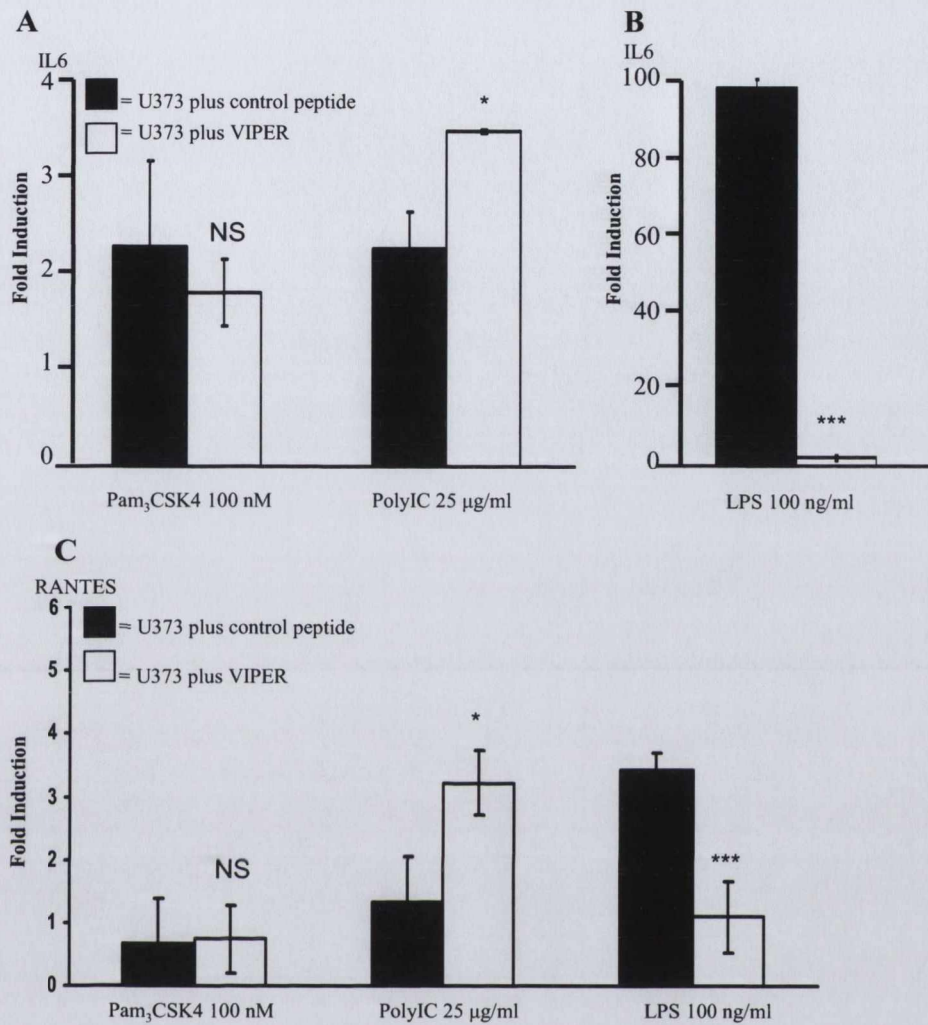 A
IL6
4
3
2
1
0
Fold Induction
= U373 plus control peptide
= U373 plus VIPER
NS
*
Pam₃CSK4 100 nM
PolyIC 25 µg/ml
B
IL6
100
80
60
40
20
0
Fold Induction
***
LPS 100 ng/ml
C
RANTES
6
5
4
3
2
1
0
Fold Induction
= U373 plus control peptide
= U373 plus VIPER
NS
*
***
Pam₃CSK4 100 nM
PolyIC 25 µg/ml
LPS 100 ng/ml